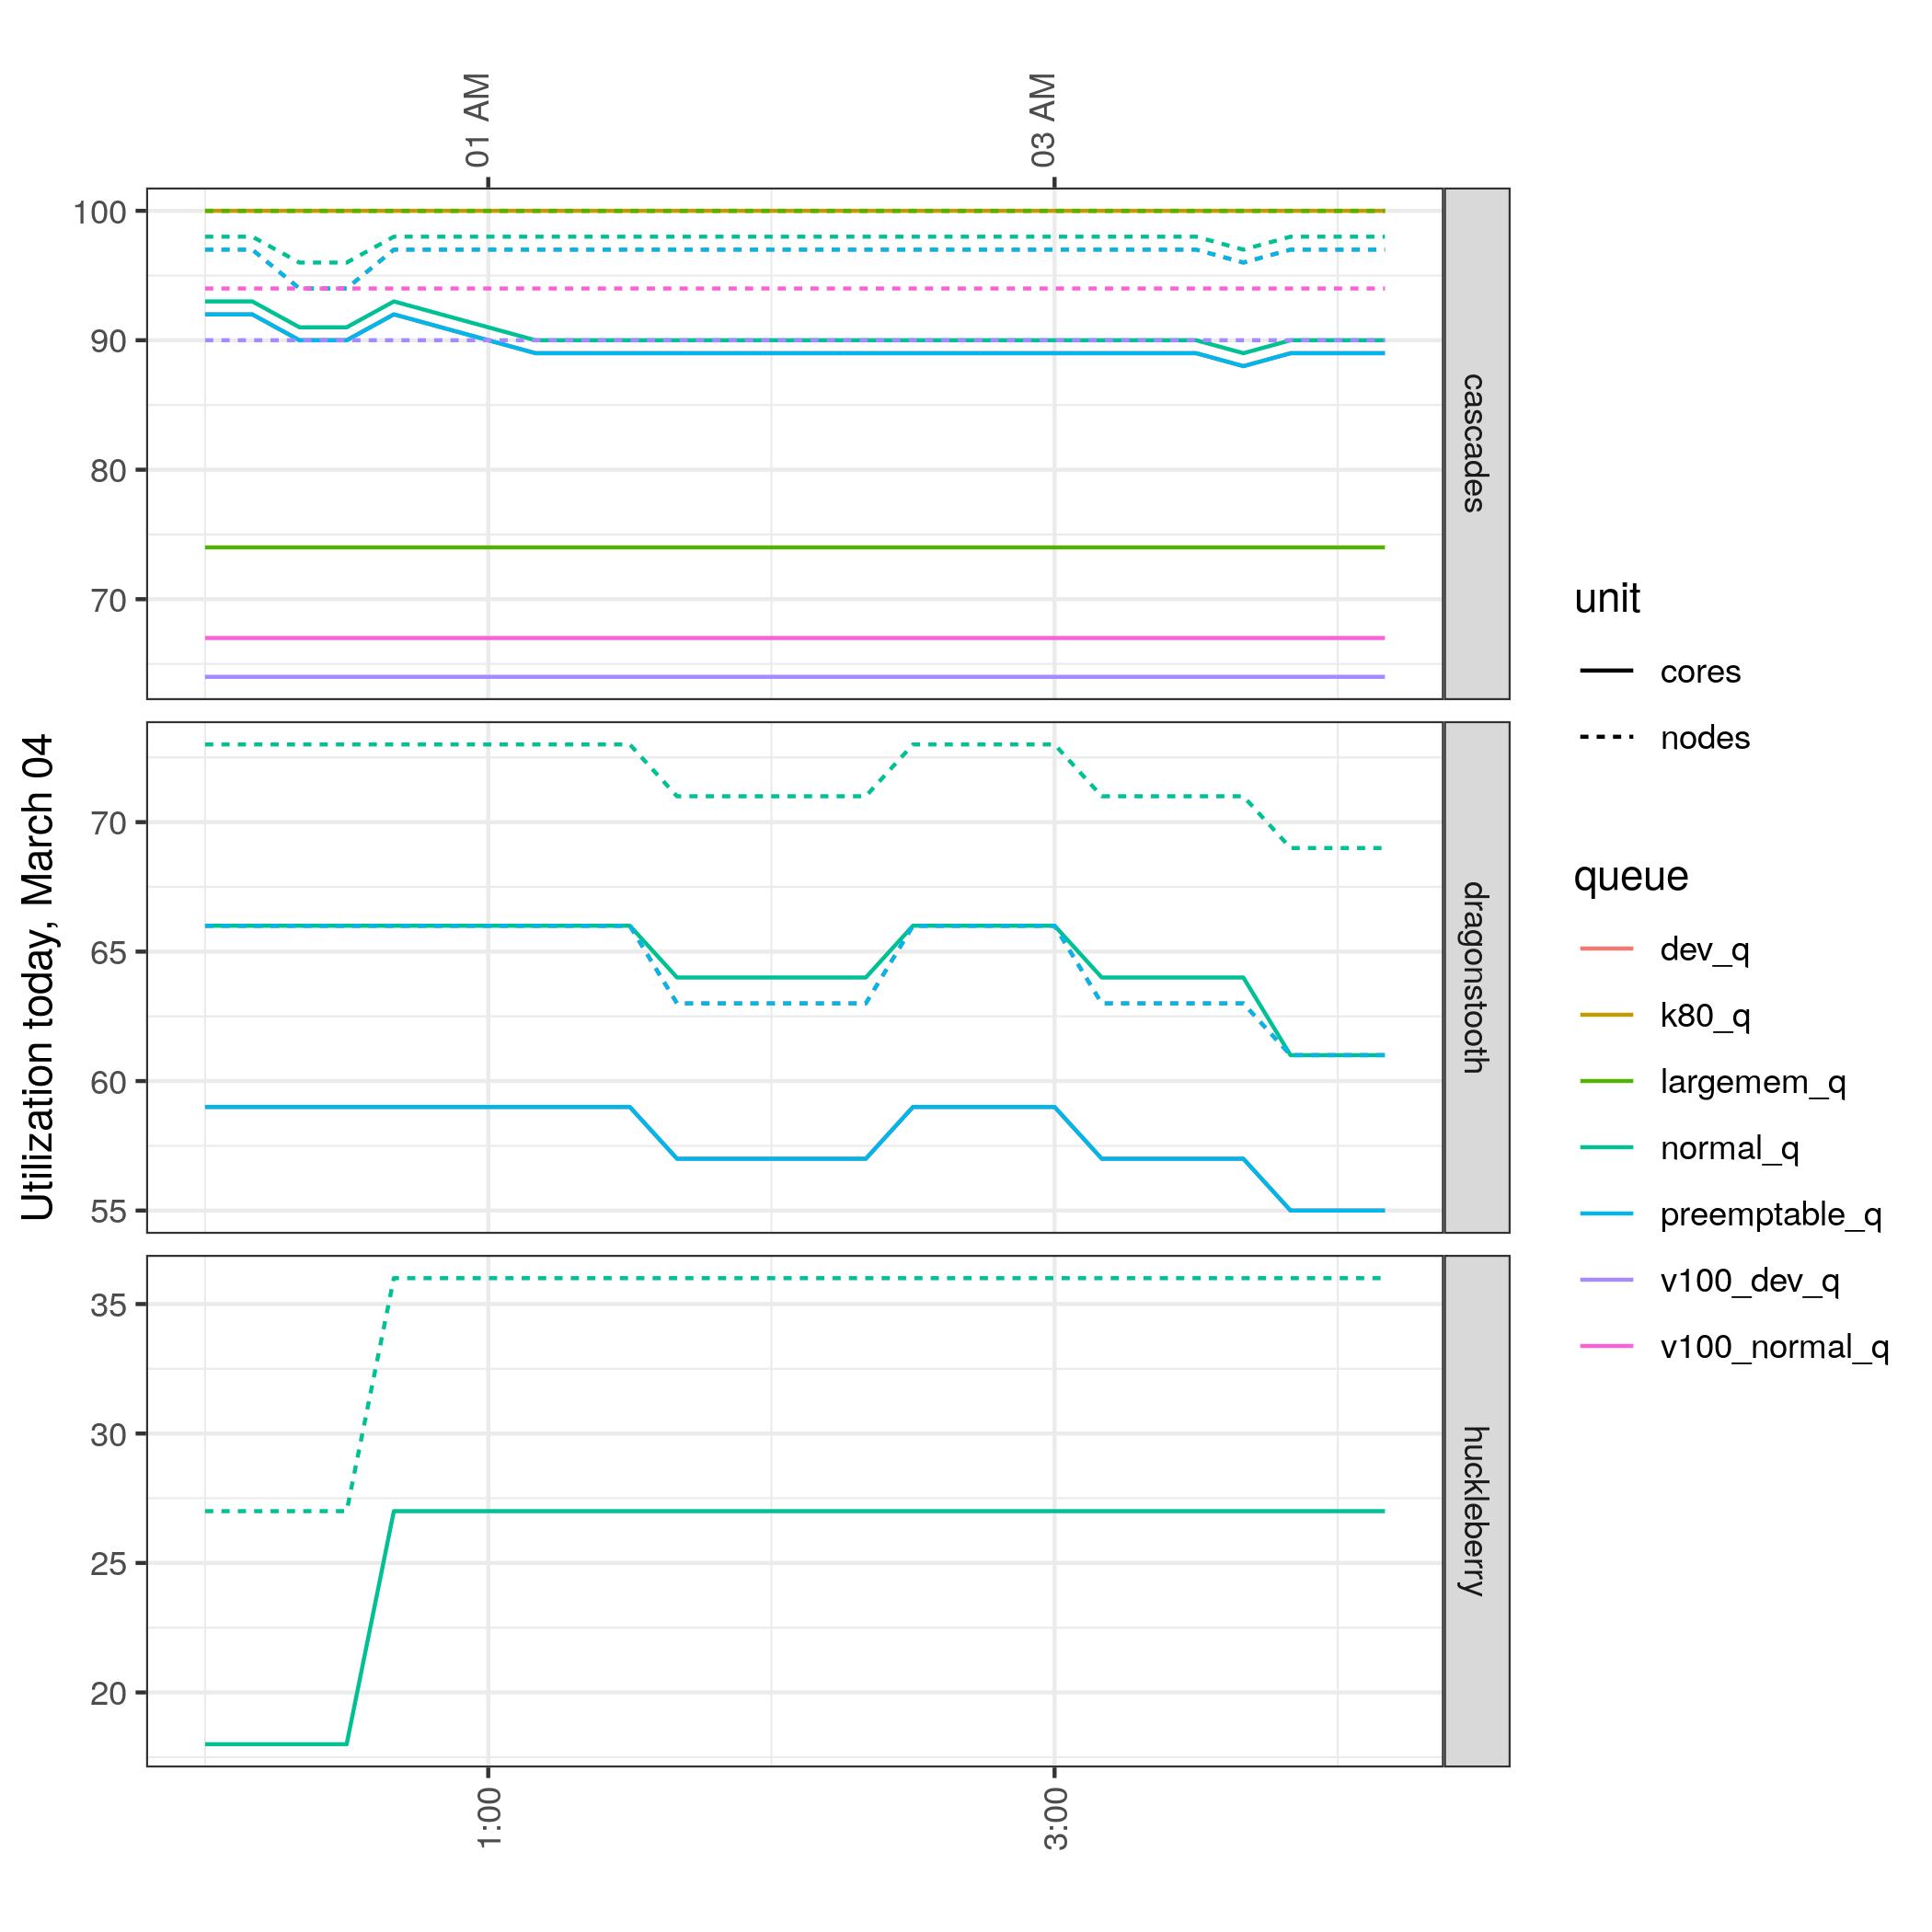 01 AM
03 AM
Utilization today, March 04
100
90
80
70
cascades
70
65
60
55
dragonstooth
35
30
25
20
huckleberry
1:00
3:00
unit
cores
nodes
queue
dev_q
k80_q
largemem_q
normal_q
preemptable_q
v100_dev_q
v100_normal_q